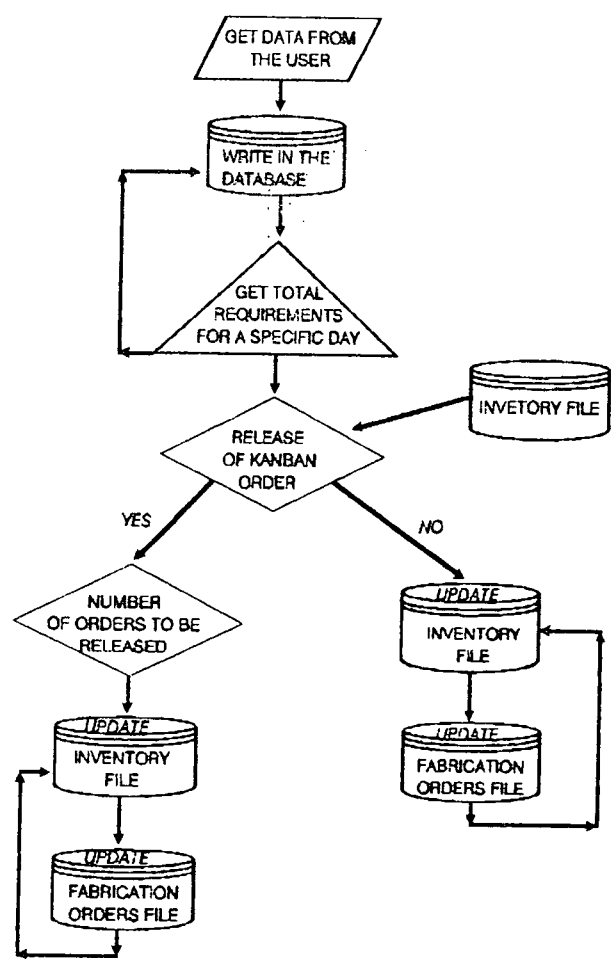 GET DATA FROM
THE USER
WRITE IN THE
DATABASE
GET TOTAL
REQUIREMENTS
FOR A SPECIFIC DAY
INVETORY FILE
RELEASE
OF KANBAN
ORDER
YES
NO
NUMBER
OF ORDERS TO BE
RELEASED
UPDATE
INVENTORY
FILE
UPDATE
FABRICATION
ORDERS FILE
UPDATE
INVENTORY
FILE
UPDATE
FABRICATION
ORDERS FILE